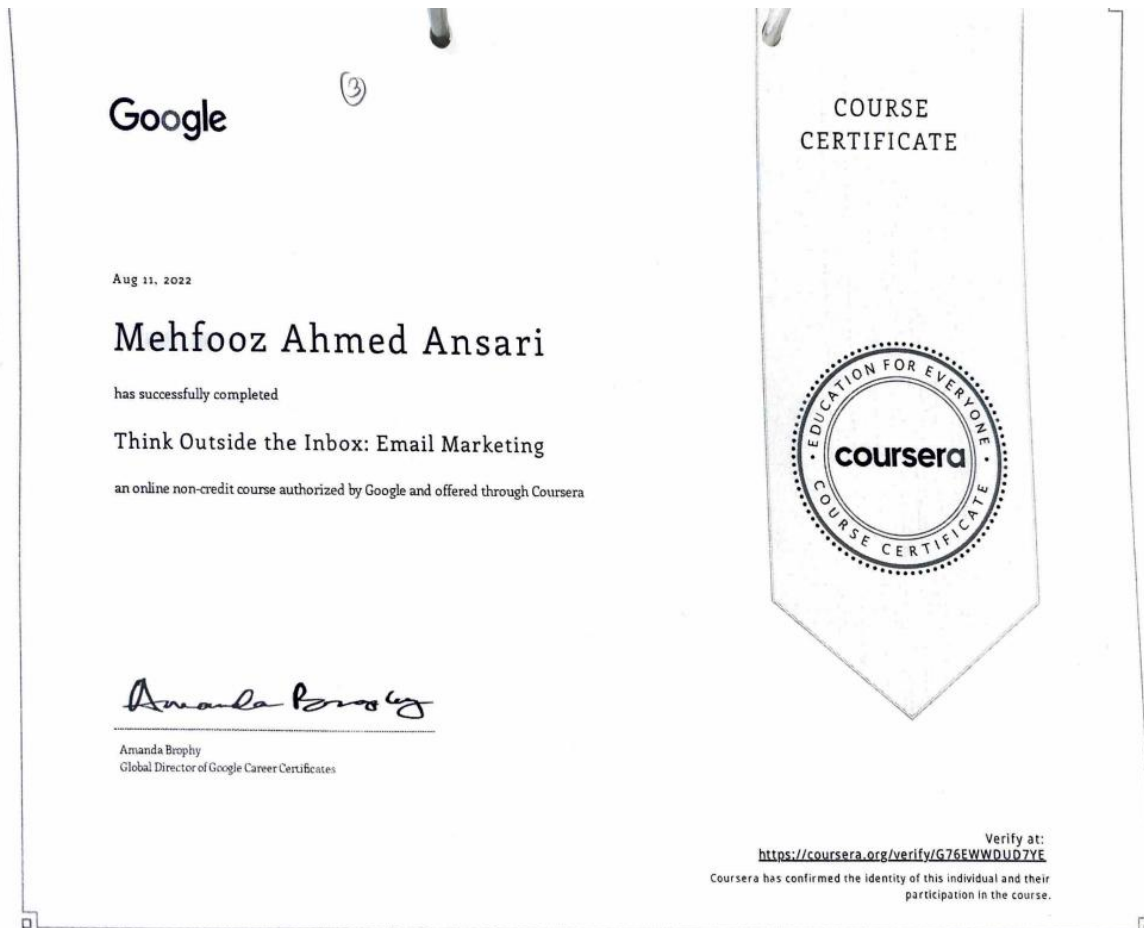 Google
3
COURSE
CERTIFICATE
Aug 11, 2022
Mehfooz Ahmed Ansari
has successfully completed
Think Outside the Inbox: Email Marketing
an online non-credit course authorized by Google and offered through Coursera
EDUCATION FOR EVERYONE
coursera
COURSE CERTIFICATE
Amanda Brophy
Amanda Brophy
Global Director of Google Career Certificates
Verify at:
https://coursera.org/verify/G76EWWDUD7YE
Coursera has confirmed the identity of this individual and their
participation in the course.